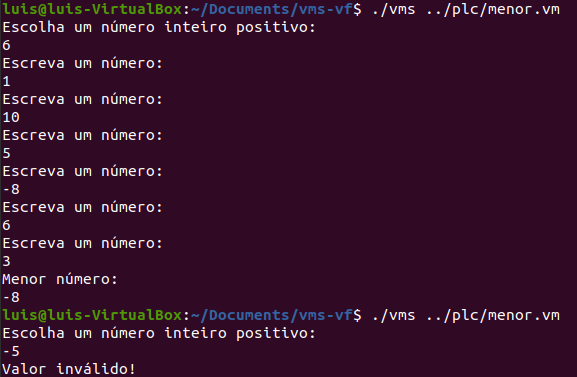 luis@luis-VirtualBox:~/Documents/vms-vf$ ./vms ../plc/menor.vm
Escolha um número inteiro positivo:
6
Escreva um número:
1
Escreva um número:
10
Escreva um número:
5
Escreva um número:
-8
Escreva um número:
6
Escreva um número:
3
Menor número:
-8
luis@luis-VirtualBox:~/Documents/vms-vf$ ./vms ../plc/menor.vm
Escolha um número inteiro positivo:
-5
Valor inválido!